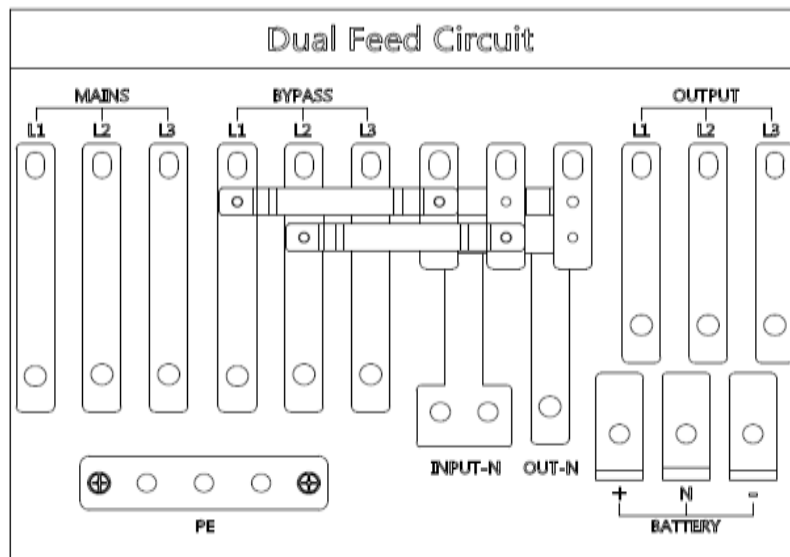 Dual Feed Circuit
MAINS BYPASS OUTPUT
L1 L2 L3 L1 L2 L3 L1 L2 L3
INPUT-N OUT-N
+ N -
PE
BATTERY